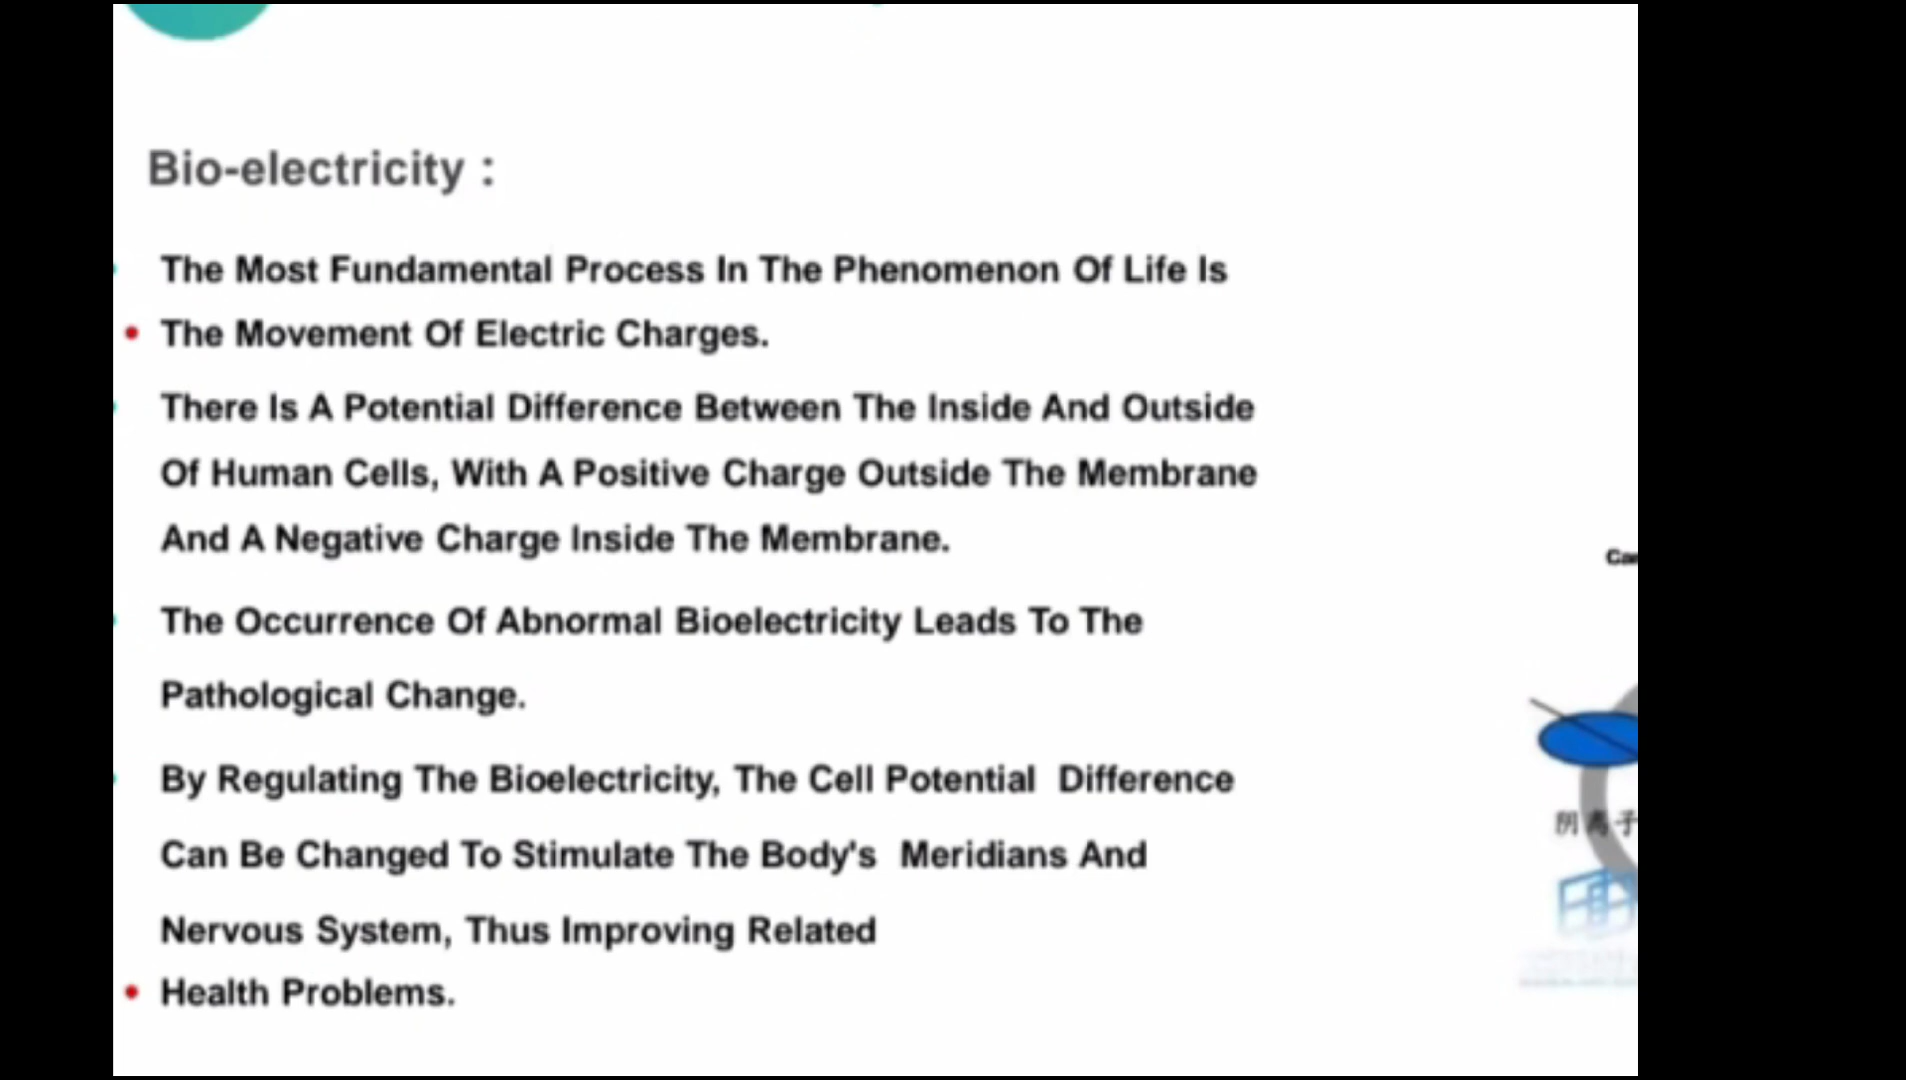 Bio-electricity :
The Most Fundamental Process In The Phenomenon Of Life Is
• The Movement Of Electric Charges.
There Is A Potential Difference Between The Inside And Outside
Of Human Cells, With A Positive Charge Outside The Membrane
And A Negative Charge Inside The Membrane.
The Occurrence Of Abnormal Bioelectricity Leads To The
Pathological Change.
By Regulating The Bioelectricity, The Cell Potential  Difference
Can Be Changed To Stimulate The Body's  Meridians And
Nervous System, Thus Improving Related
• Health Problems.
阴离子